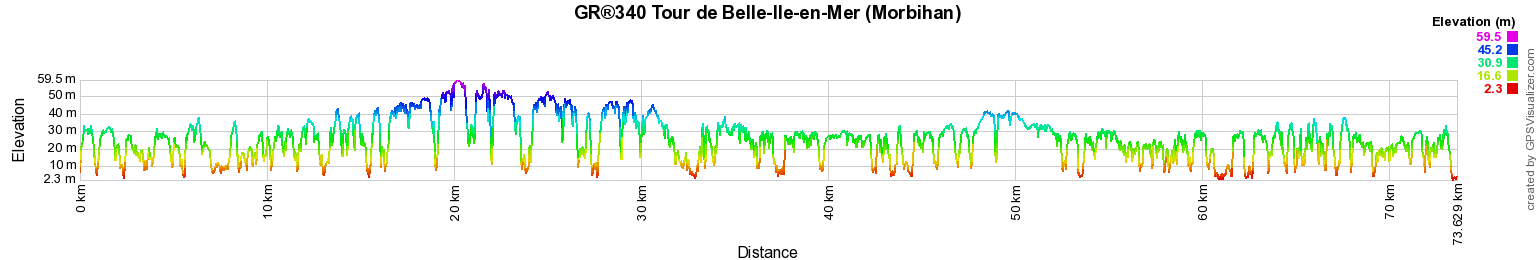 GR®340 Tour de Belle-Ile-en-Mer (Morbihan)
Elevation (m)
59.5
45.2
30.9
16.6
2.3
59.5 m
50 m
40 m
30 m
20 m
10 m
2.3 m
Elevation
0 km
10 km
20 km
30 km
40 km
50 km
60 km
70 km
73.629 km
Distance
created by GPSVisualizer.com